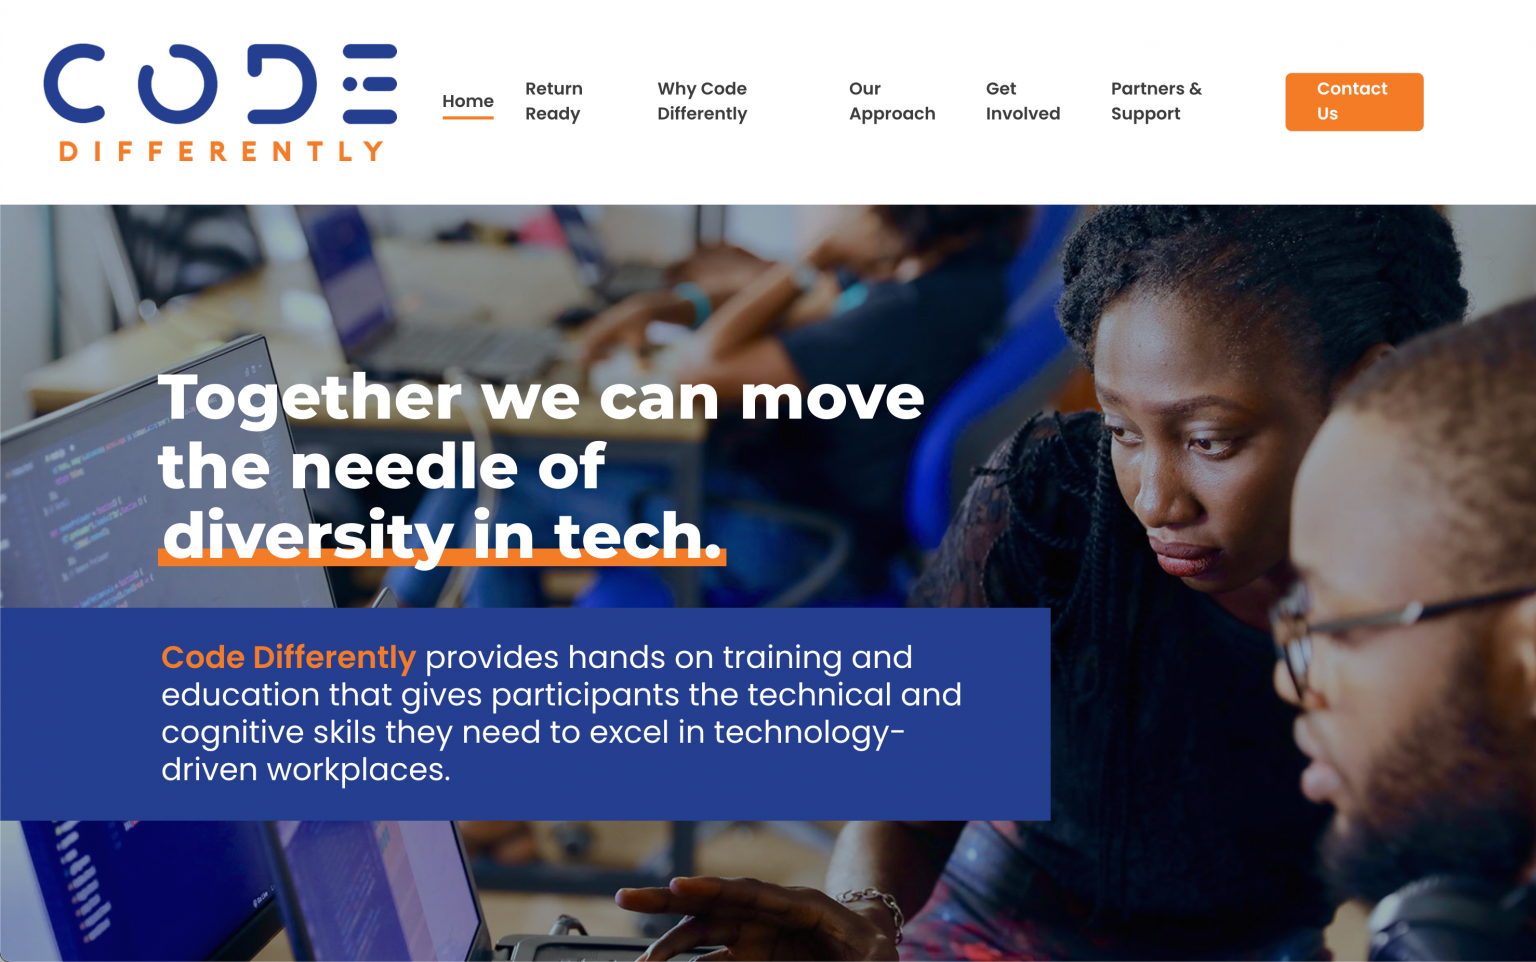 CODE
DIFFERENTLY
Home
Return
Ready
Why Code
Differently
Our
Approach
Get
Involved
Partners &
Support
Contact
Us
Together we can move
the needle of
diversity in tech.
Code Differently provides hands on training and
education that gives participants the technical and
cognitive skils they need to excel in technology-
driven workplaces.